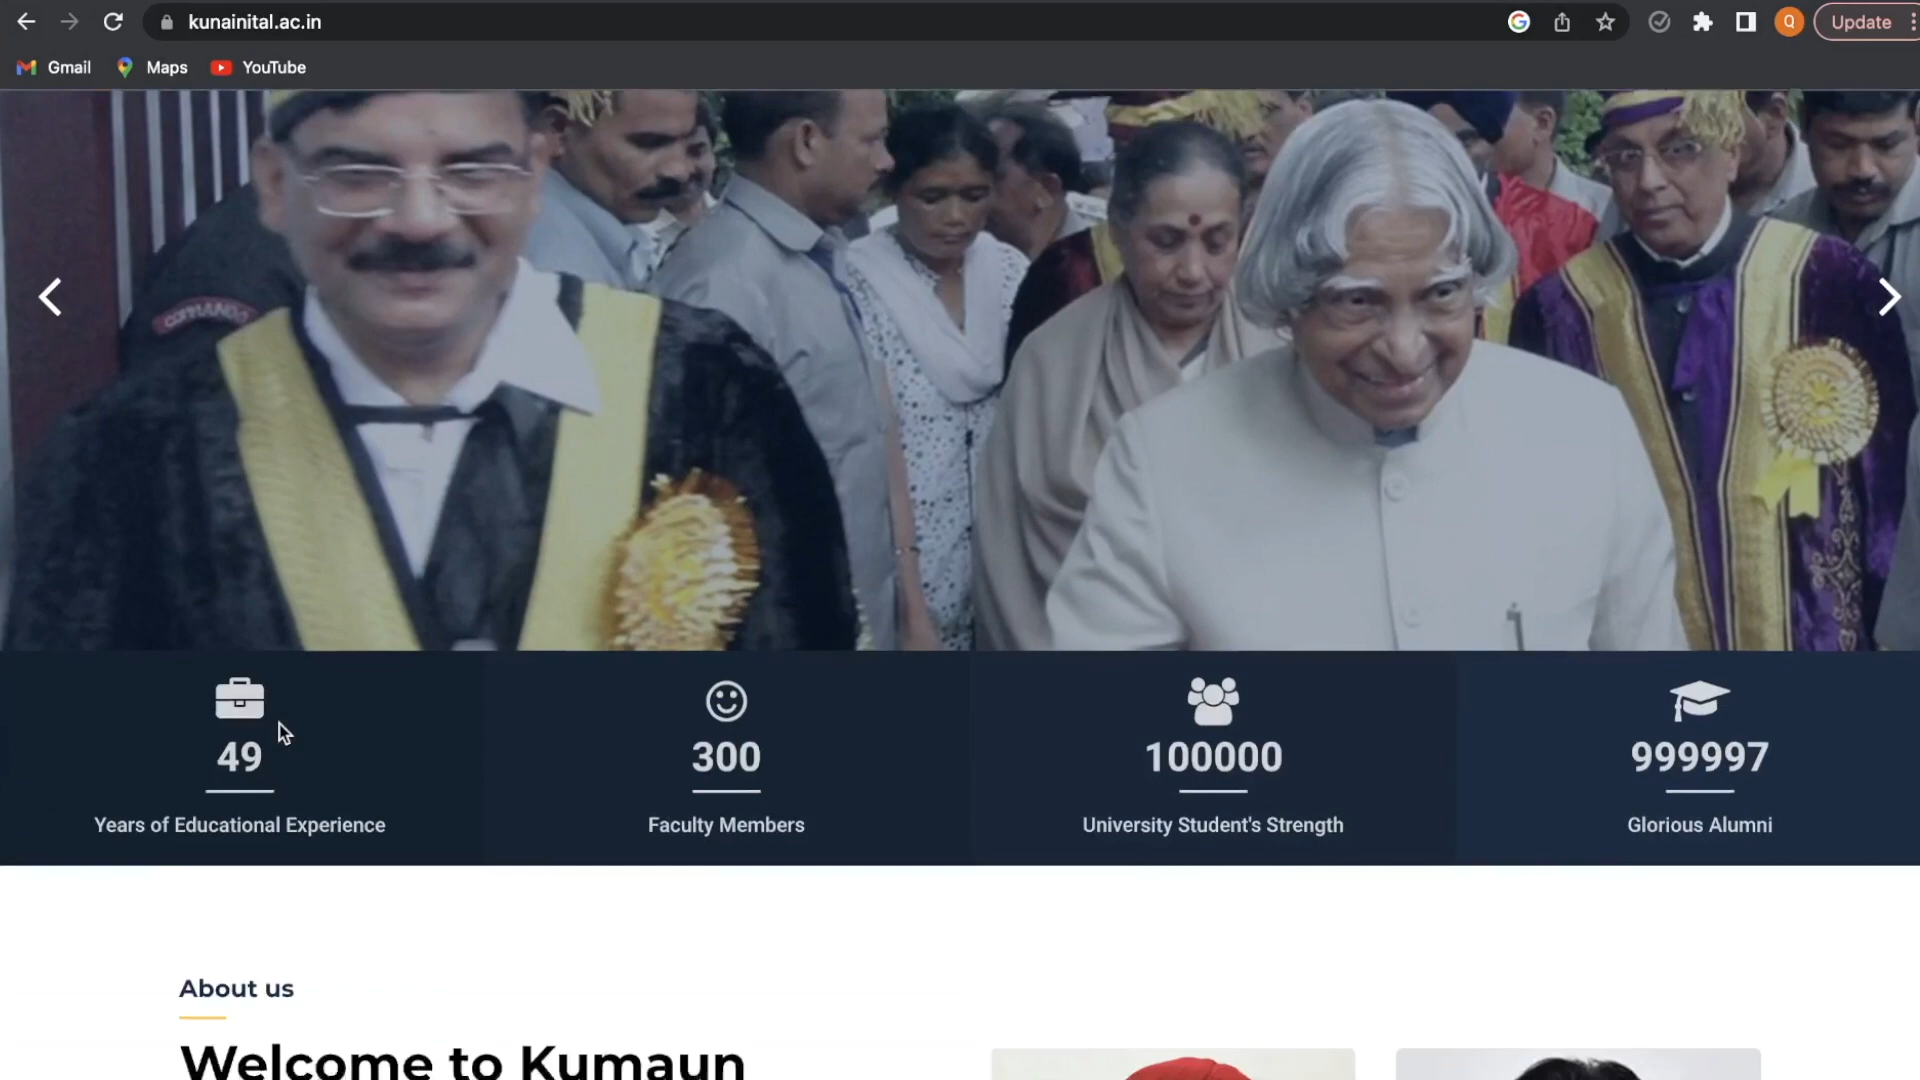 kunainital.ac.in
Update
Gmail
Maps
YouTube
COMMANDO
49
Years of Educational Experience
300
Faculty Members
100000
University Student's Strength
999997
Glorious Alumni
About us
Welcome to Kumaun